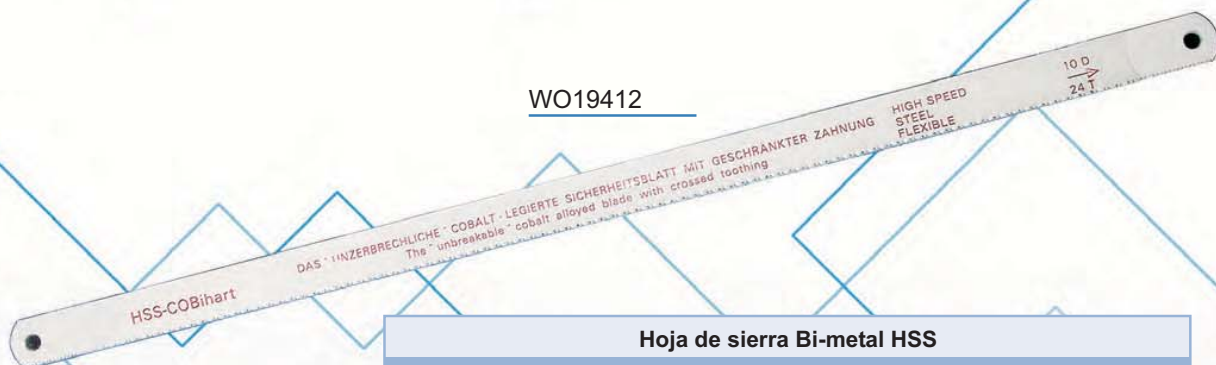 WO19412
10 D
24 T
HIGH SPEED
STEEL
FLEXIBLE
DAS "UNZERBRECHLICHE" COBALT-LEGIERTE SICHERHEITSBLATT MIT GESCHRÄNKTER ZAHNUNG
The "unbreakable" cobalt alloyed blade with crossed toothing
HSS-COBihart
Hoja de sierra Bi-metal HSS